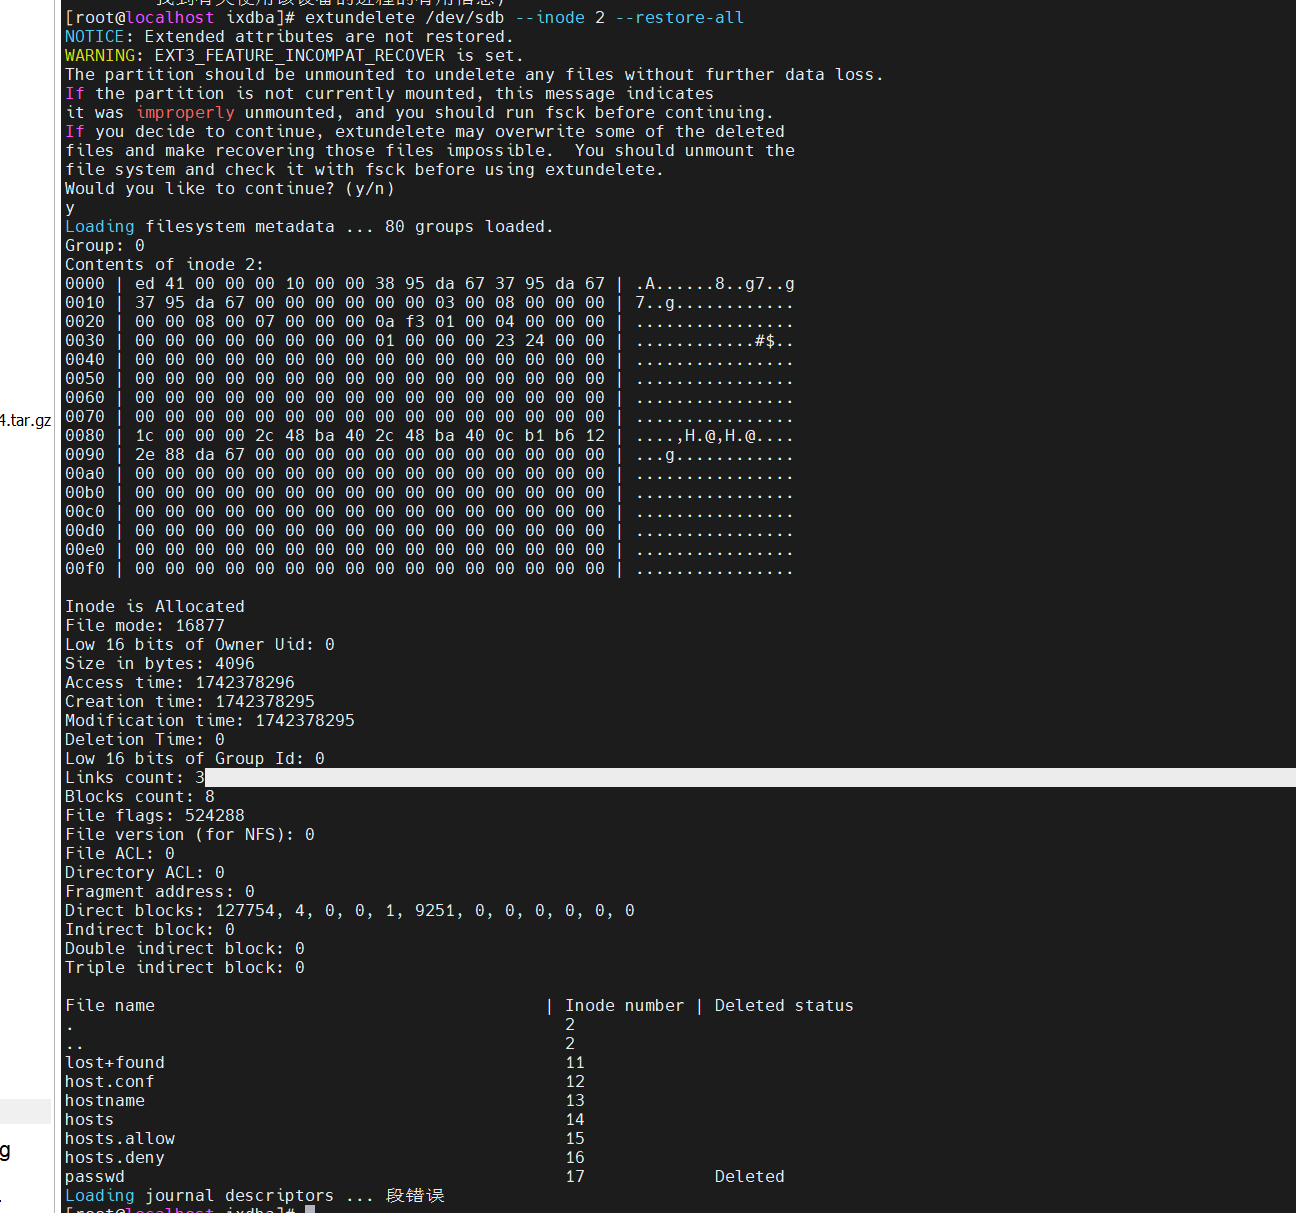 找到有关使用该设备的进程的有用信息)
[root@localhost ixdba]# extundelete /dev/sdb --inode 2 --restore-all
NOTICE: Extended attributes are not restored.
WARNING: EXT3_FEATURE_INCOMPAT_RECOVER is set.
The partition should be unmounted to undelete any files without further data loss.
If the partition is not currently mounted, this message indicates
it was improperly unmounted, and you should run fsck before continuing.
If you decide to continue, extundelete may overwrite some of the deleted
files and make recovering those files impossible.  You should unmount the
file system and check it with fsck before using extundelete.
Would you like to continue? (y/n)
y
Loading filesystem metadata ... 80 groups loaded.
Group: 0
Contents of inode 2:
0000 | ed 41 00 00 00 10 00 00 38 95 da 67 37 95 da 67 | .A......8..g7..g
0010 | 37 95 da 67 00 00 00 00 00 00 03 00 08 00 00 00 | 7..g............
0020 | 00 00 08 00 07 00 00 00 0a f3 01 00 04 00 00 00 | ................
0030 | 00 00 00 00 00 00 00 00 01 00 00 00 23 24 00 00 | ............#$..
0040 | 00 00 00 00 00 00 00 00 00 00 00 00 00 00 00 00 | ................
0050 | 00 00 00 00 00 00 00 00 00 00 00 00 00 00 00 00 | ................
0060 | 00 00 00 00 00 00 00 00 00 00 00 00 00 00 00 00 | ................
0070 | 00 00 00 00 00 00 00 00 00 00 00 00 00 00 00 00 | ................
4.tar.gz
0080 | 1c 00 00 00 2c 48 ba 40 2c 48 ba 40 0c b1 b6 12 | ....,H.@,H.@....
0090 | 2e 88 da 67 00 00 00 00 00 00 00 00 00 00 00 00 | ...g............
00a0 | 00 00 00 00 00 00 00 00 00 00 00 00 00 00 00 00 | ................
00b0 | 00 00 00 00 00 00 00 00 00 00 00 00 00 00 00 00 | ................
00c0 | 00 00 00 00 00 00 00 00 00 00 00 00 00 00 00 00 | ................
00d0 | 00 00 00 00 00 00 00 00 00 00 00 00 00 00 00 00 | ................
00e0 | 00 00 00 00 00 00 00 00 00 00 00 00 00 00 00 00 | ................
00f0 | 00 00 00 00 00 00 00 00 00 00 00 00 00 00 00 00 | ................
Inode is Allocated
File mode: 16877
Low 16 bits of Owner Uid: 0
Size in bytes: 4096
Access time: 1742378296
Creation time: 1742378295
Modification time: 1742378295
Deletion Time: 0
Low 16 bits of Group Id: 0
Links count: 3
Blocks count: 8
File flags: 524288
File version (for NFS): 0
File ACL: 0
Directory ACL: 0
Fragment address: 0
Direct blocks: 127754, 4, 0, 0, 1, 9251, 0, 0, 0, 0, 0, 0
Indirect block: 0
Double indirect block: 0
Triple indirect block: 0
File name | Inode number | Deleted status
. 2
.. 2
lost+found 11
host.conf 12
hostname 13
hosts 14
hosts.allow 15
g
hosts.deny 16
passwd 17 Deleted
Loading journal descriptors ... 段错误
[root@localhost ixdba]#